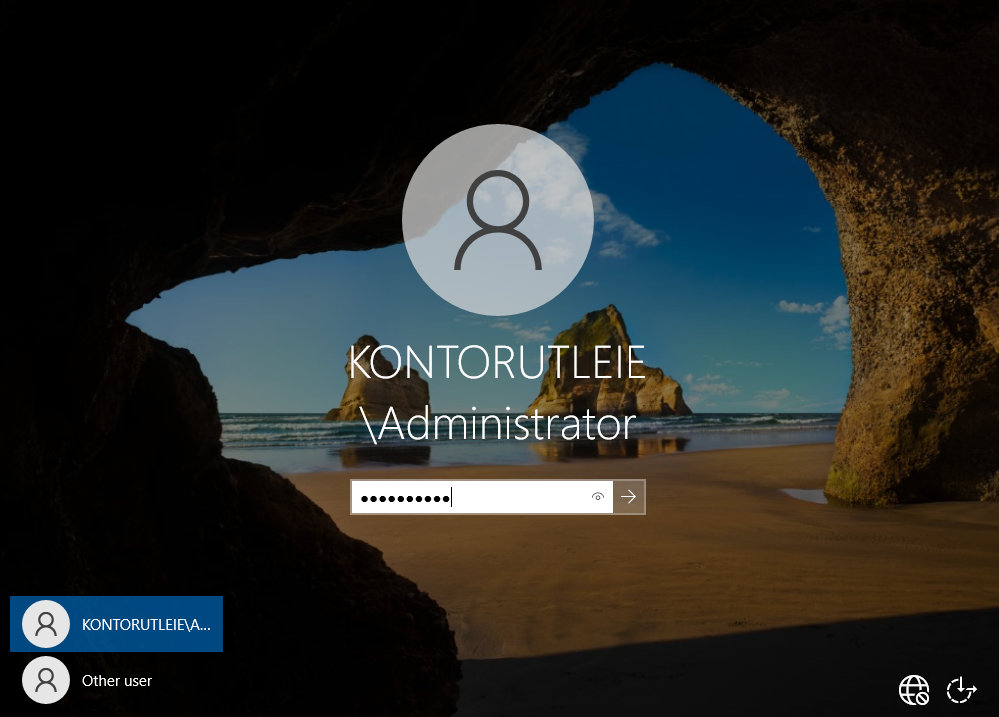 KONTORUTLEIE
\Administrator
KONTORUTLEIE\A...
Other user